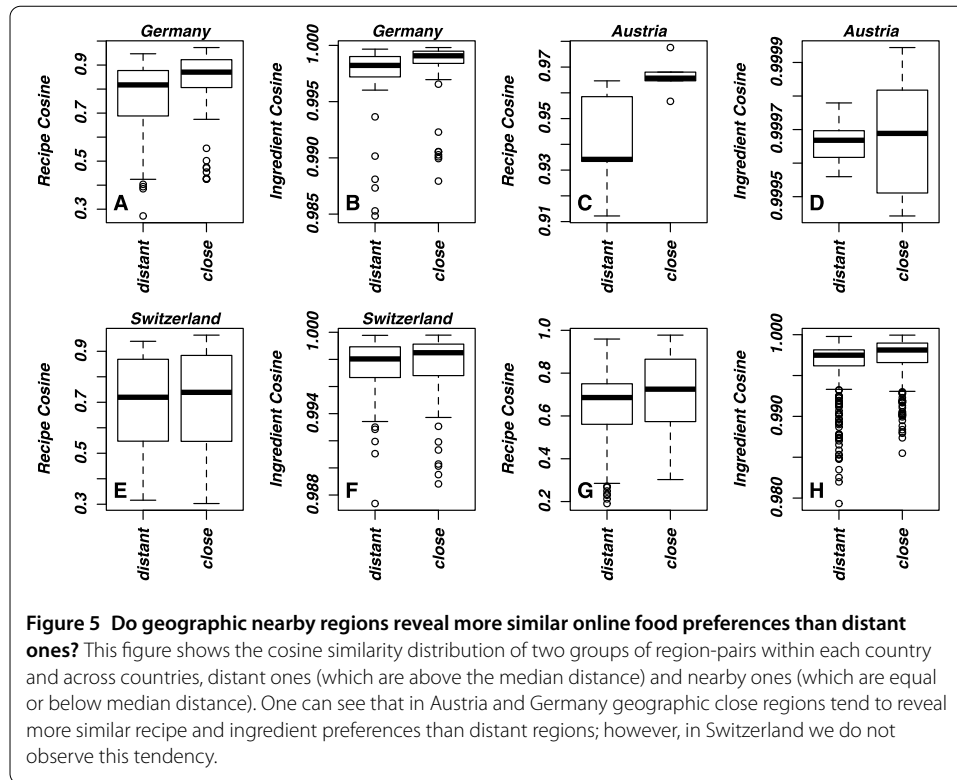 Germany
Germany
Austria
Austria
Recipe Cosine
0.3 0.5 0.7 0.9
A
distant close
Ingredient Cosine
0.985 0.990 0.995 1.000
B
distant close
Recipe Cosine
0.91 0.93 0.95 0.97
C
distant close
Ingredient Cosine
0.9995 0.9997 0.9999
D
distant close
Switzerland
Switzerland
Recipe Cosine
0.3 0.5 0.7 0.9
E
distant close
Ingredient Cosine
0.988 0.994 1.000
F
distant close
Recipe Cosine
0.2 0.4 0.6 0.8 1.0
G
distant close
Ingredient Cosine
0.980 0.990 1.000
H
distant close
Figure 5 Do geographic nearby regions reveal more similar online food preferences than distant
ones? This figure shows the cosine similarity distribution of two groups of region-pairs within each country
and across countries, distant ones (which are above the median distance) and nearby ones (which are equal
or below median distance). One can see that in Austria and Germany geographic close regions tend to reveal
more similar recipe and ingredient preferences than distant regions; however, in Switzerland we do not
observe this tendency.